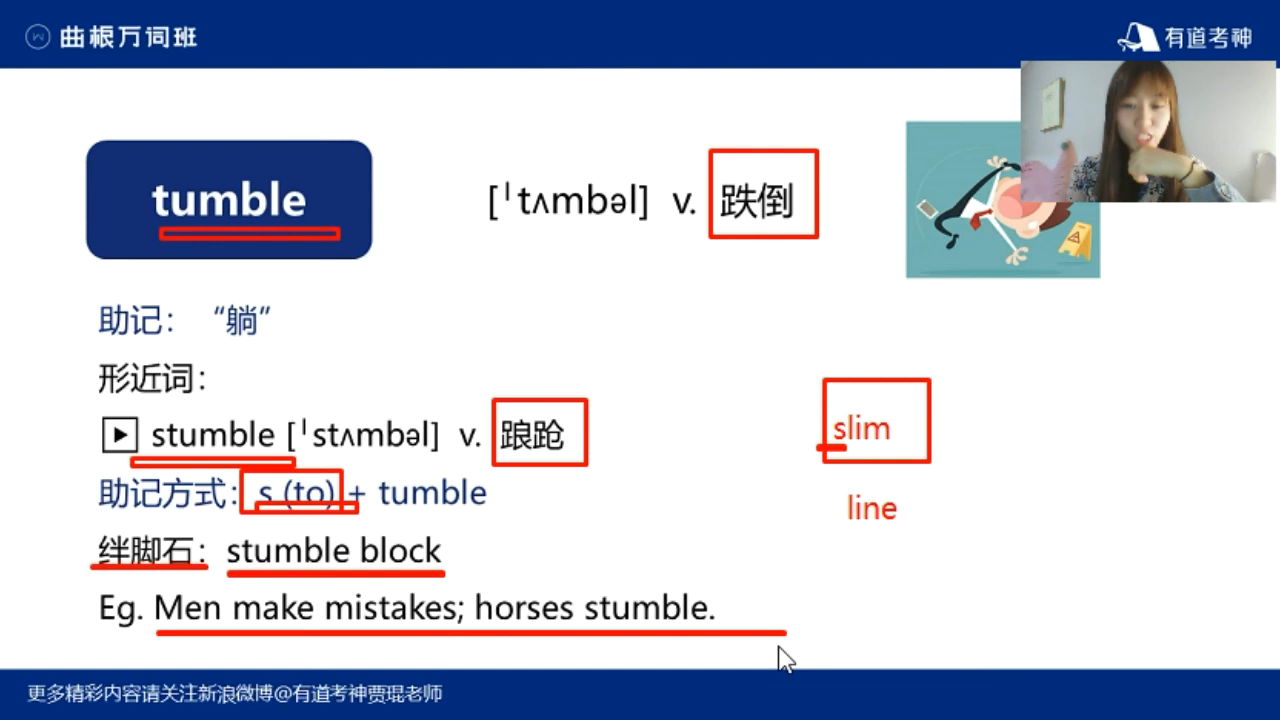 曲根万词班
有道考神
tumble
[ˈtʌmbəl] v. 跌倒
助记：“躺”
形近词：
stumble [ˈstʌmbəl] v. 踉跄
slim
助记方式：s (to) + tumble
line
绊脚石：stumble block
Eg. Men make mistakes; horses stumble.
更多精彩内容请关注新浪微博@有道考神贾琨老师